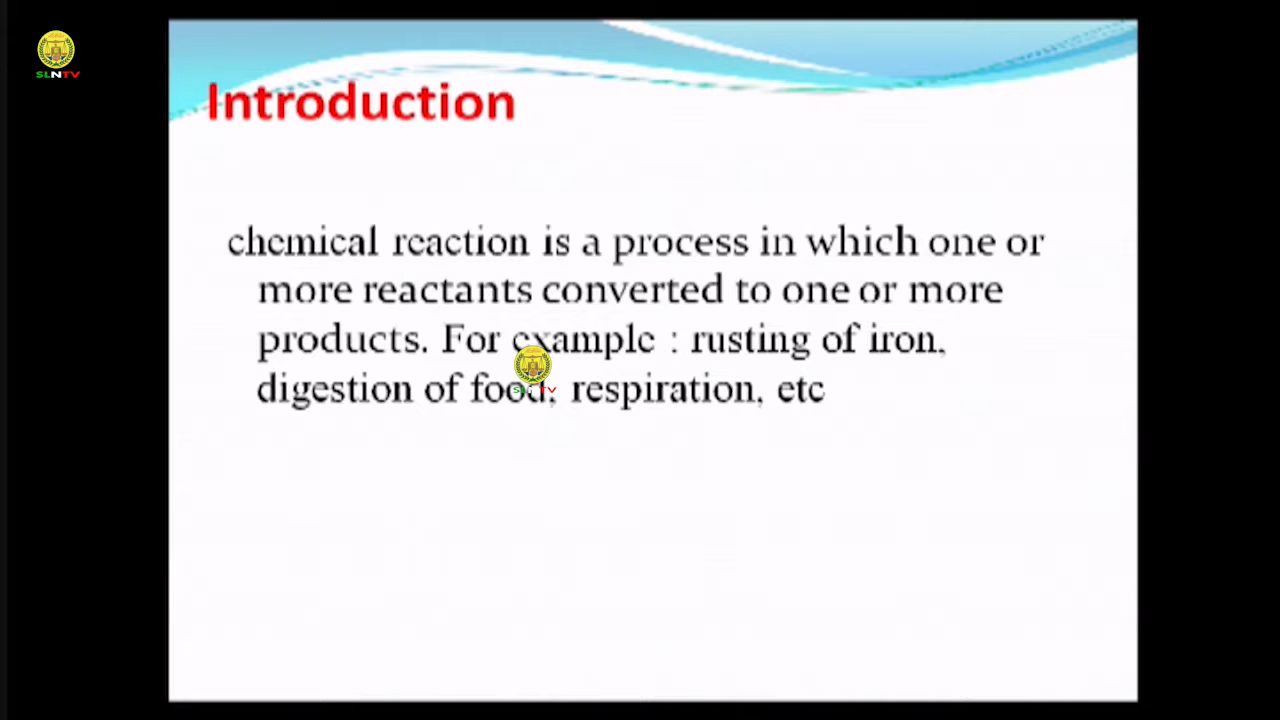 SLNTV
Introduction
chemical reaction is a process in which one or
more reactants converted to one or more
products. For example : rusting of iron,
digestion of food, respiration, etc
SLNTV